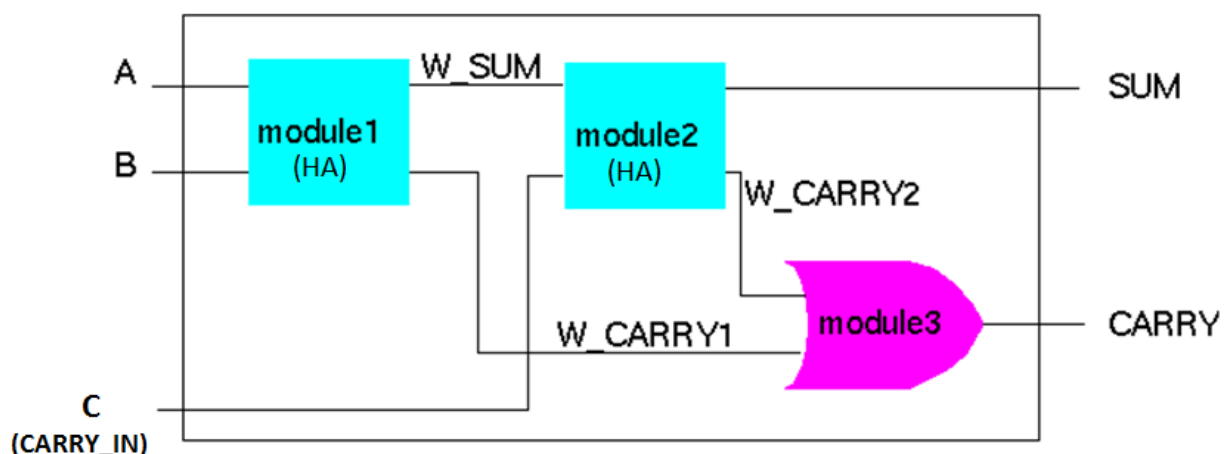 A
W_SUM
SUM
module1
(HA)
module2
(HA)
B
W_CARRY2
module3
CARRY
W_CARRY1
C
(CARRY_IN)